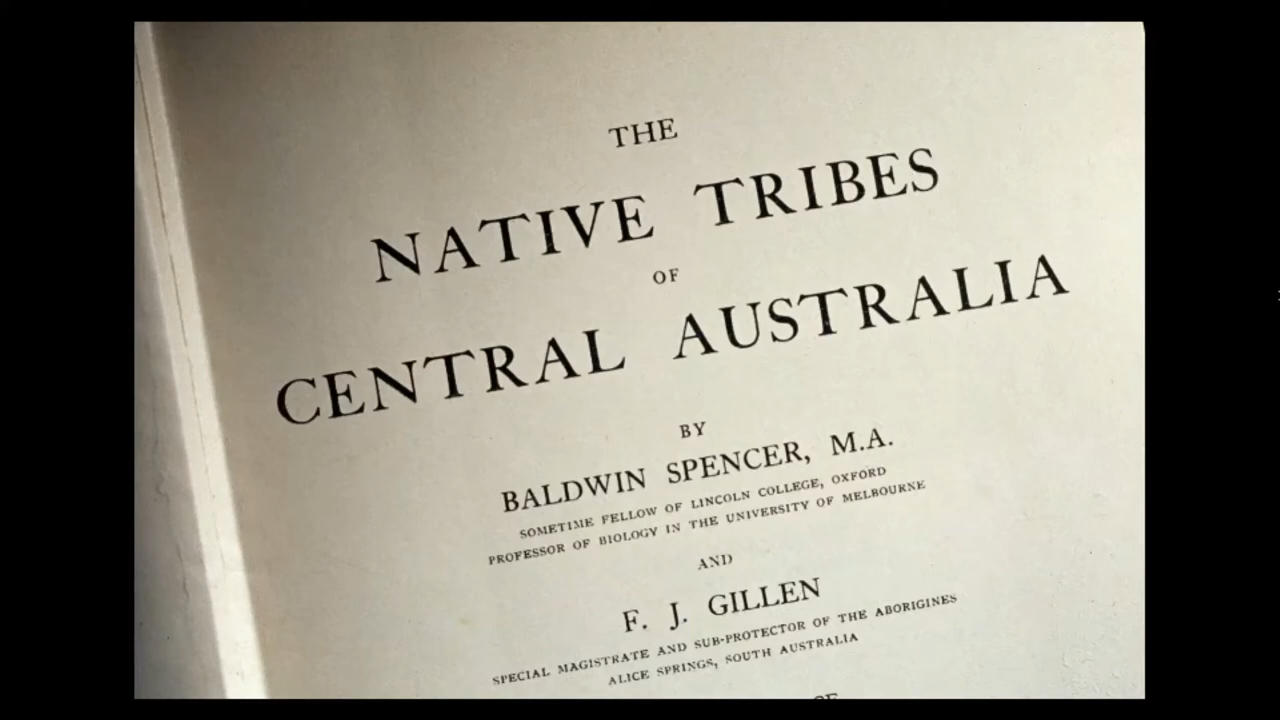 THE
NATIVE TRIBES
OF
CENTRAL AUSTRALIA
BY
BALDWIN SPENCER, M.A.
SOMETIME FELLOW OF LINCOLN COLLEGE, OXFORD
PROFESSOR OF BIOLOGY IN THE UNIVERSITY OF MELBOURNE
AND
F. J. GILLEN
SPECIAL MAGISTRATE AND SUB-PROTECTOR OF THE ABORIGINES
ALICE SPRINGS, SOUTH AUSTRALIA